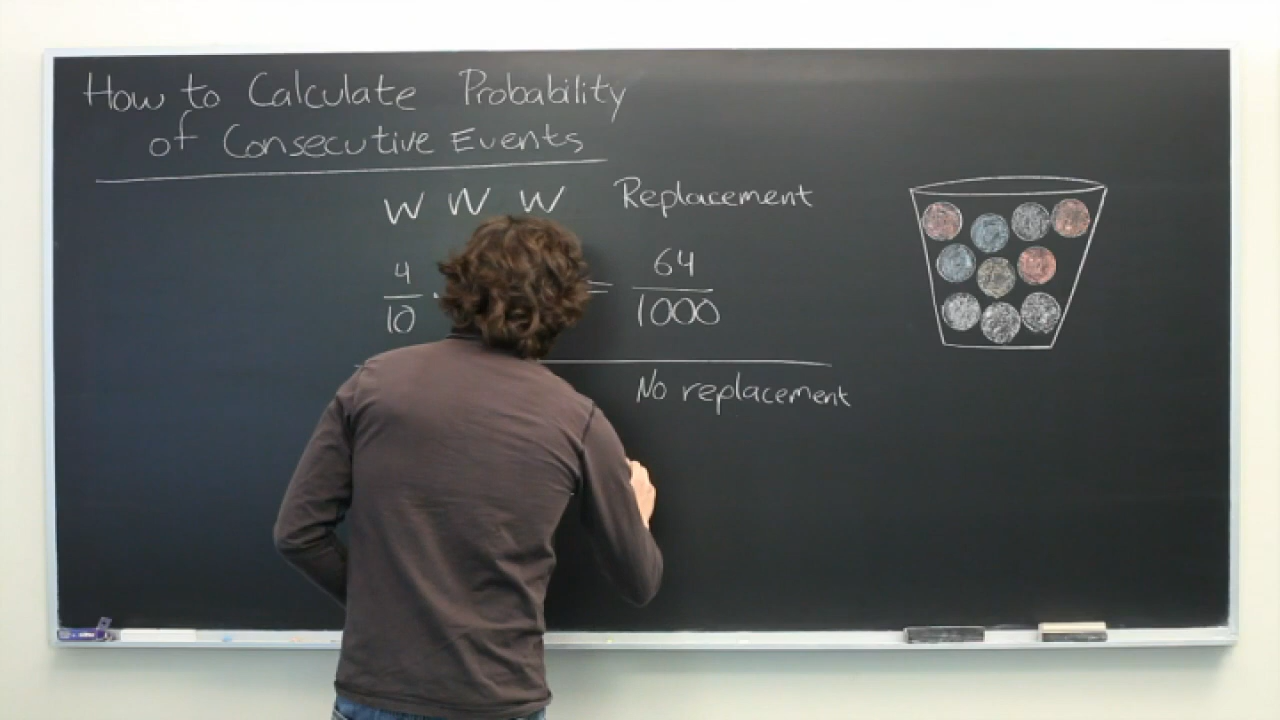 How to Calculate Probability
of Consecutive Events
W W W Replacement
4/10 · = 64/1000
No replacement